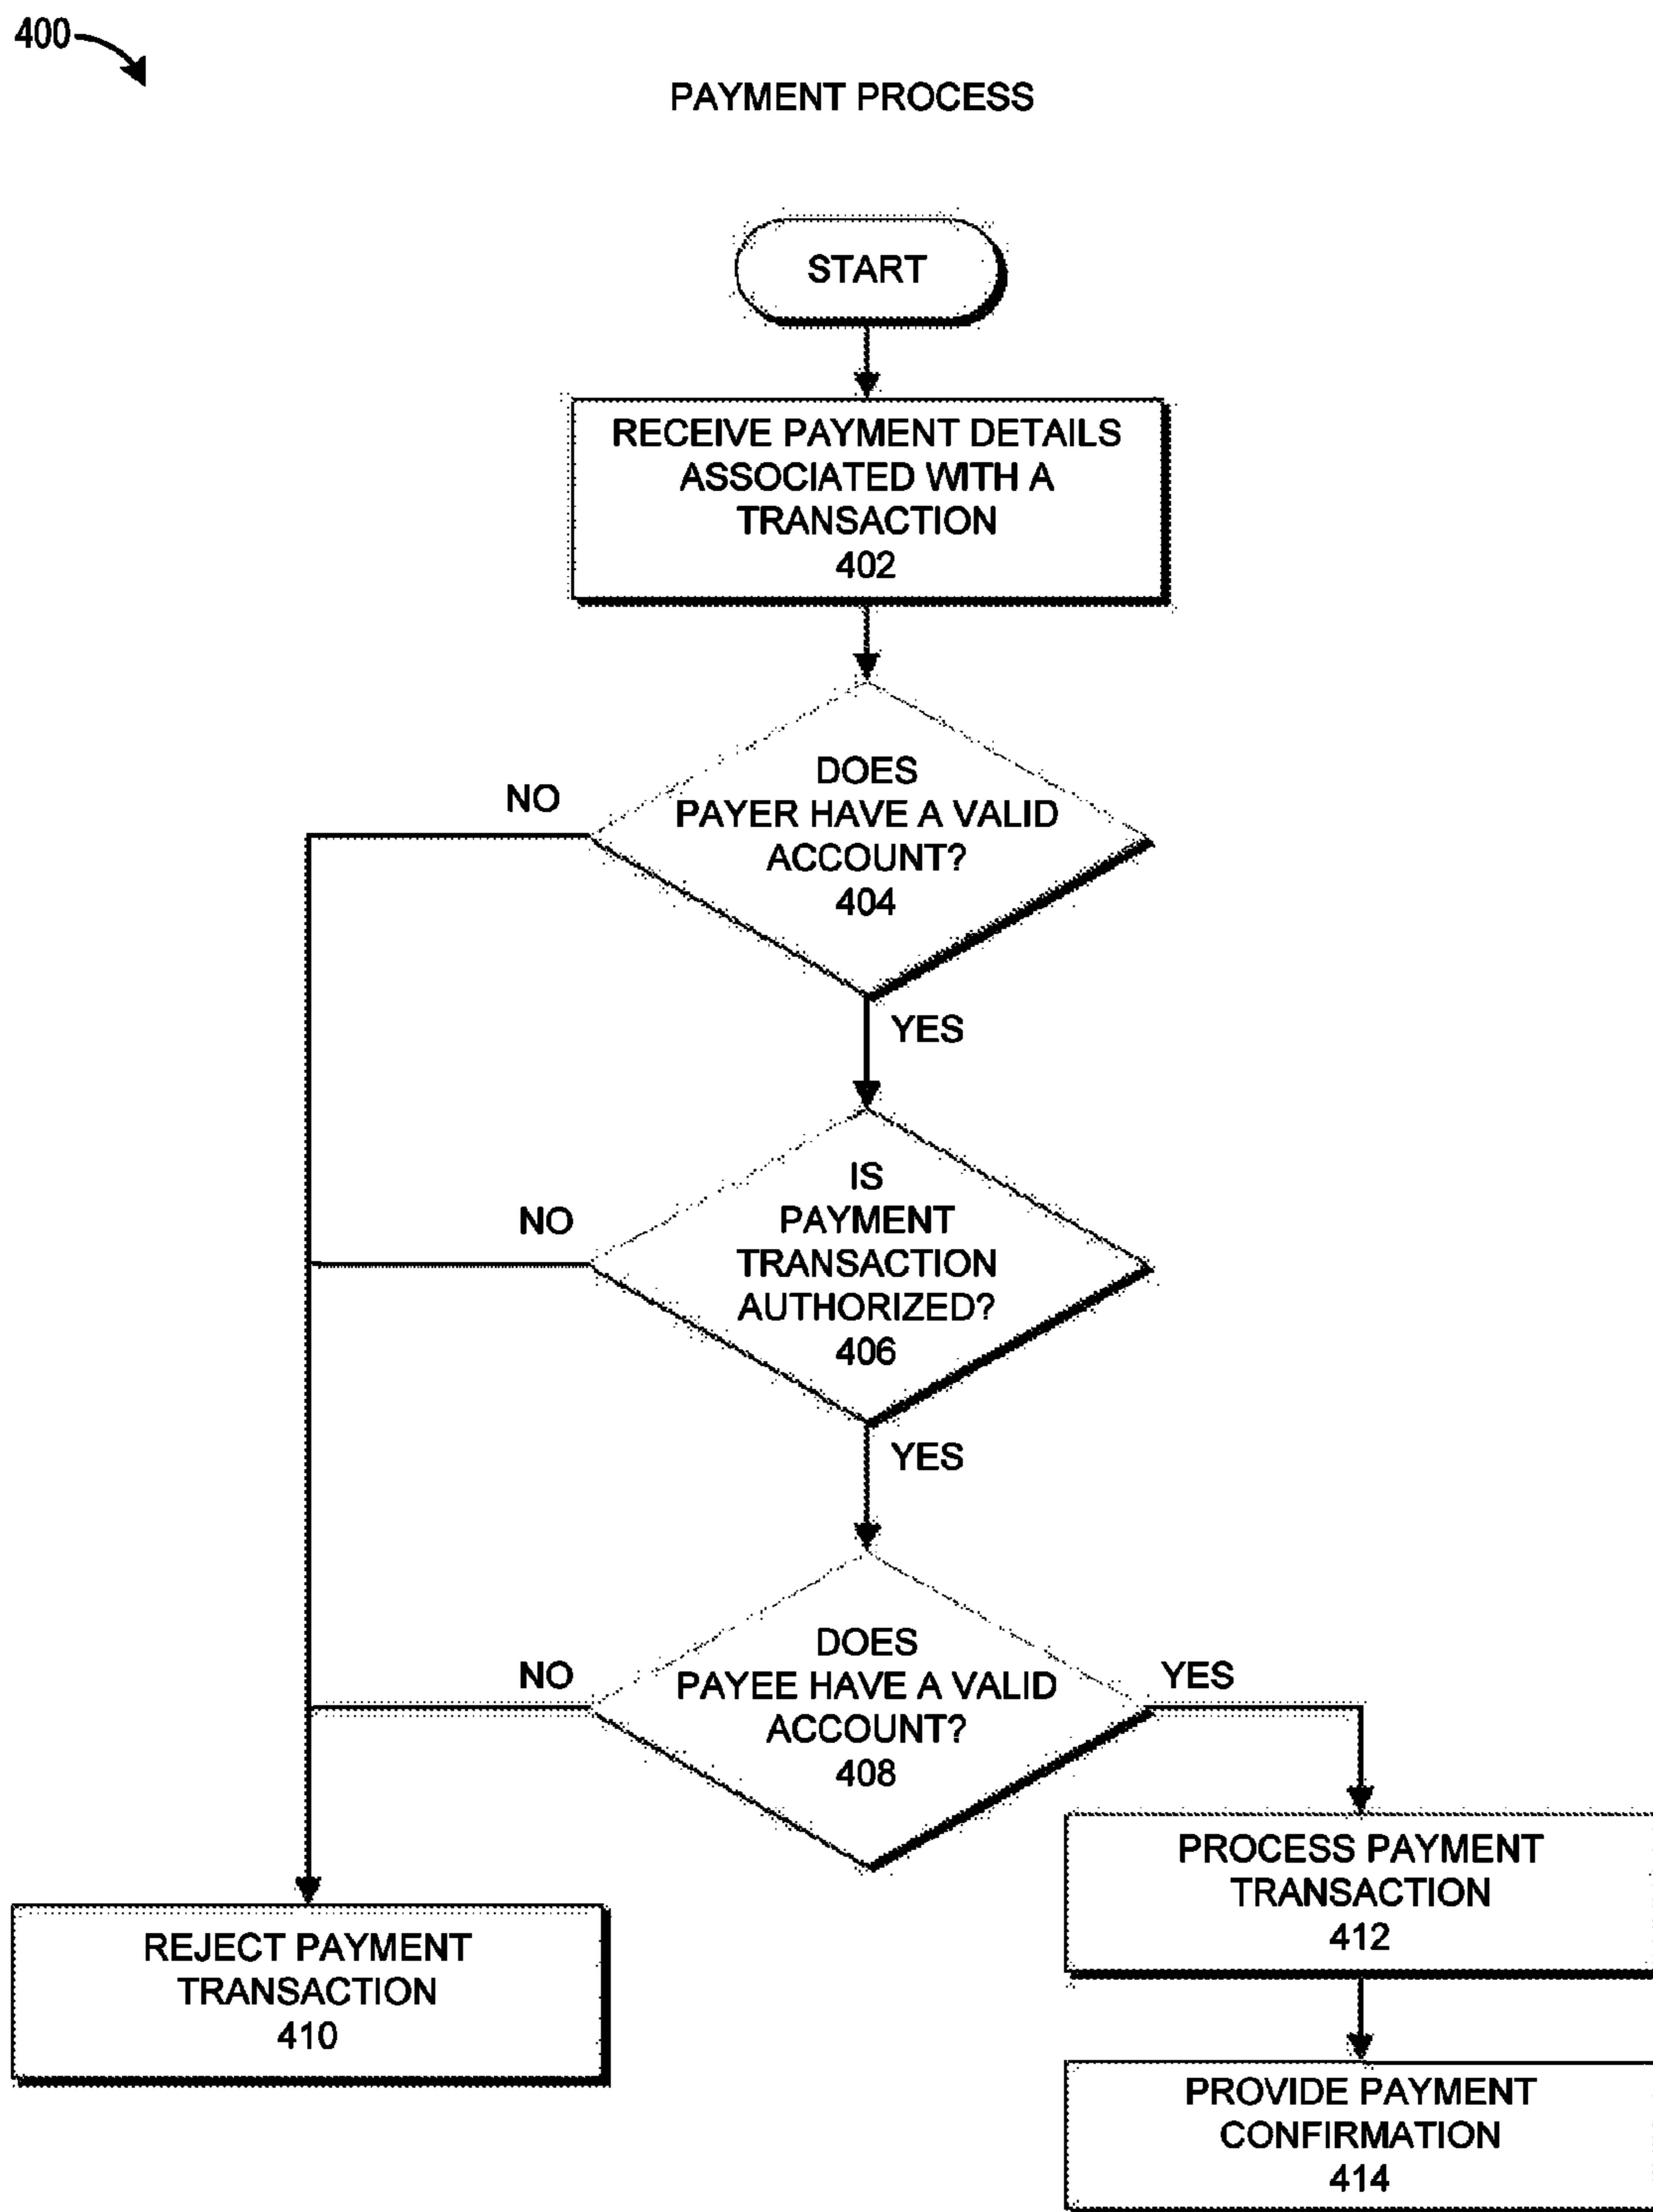 400
PAYMENT PROCESS
START
RECEIVE PAYMENT DETAILS
ASSOCIATED WITH A
TRANSACTION
402
DOES
PAYER HAVE A VALID
ACCOUNT?
404
NO
YES
IS
PAYMENT
TRANSACTION
AUTHORIZED?
406
NO
YES
DOES
PAYEE HAVE A VALID
ACCOUNT?
408
NO
YES
REJECT PAYMENT
TRANSACTION
410
PROCESS PAYMENT
TRANSACTION
412
PROVIDE PAYMENT
CONFIRMATION
414